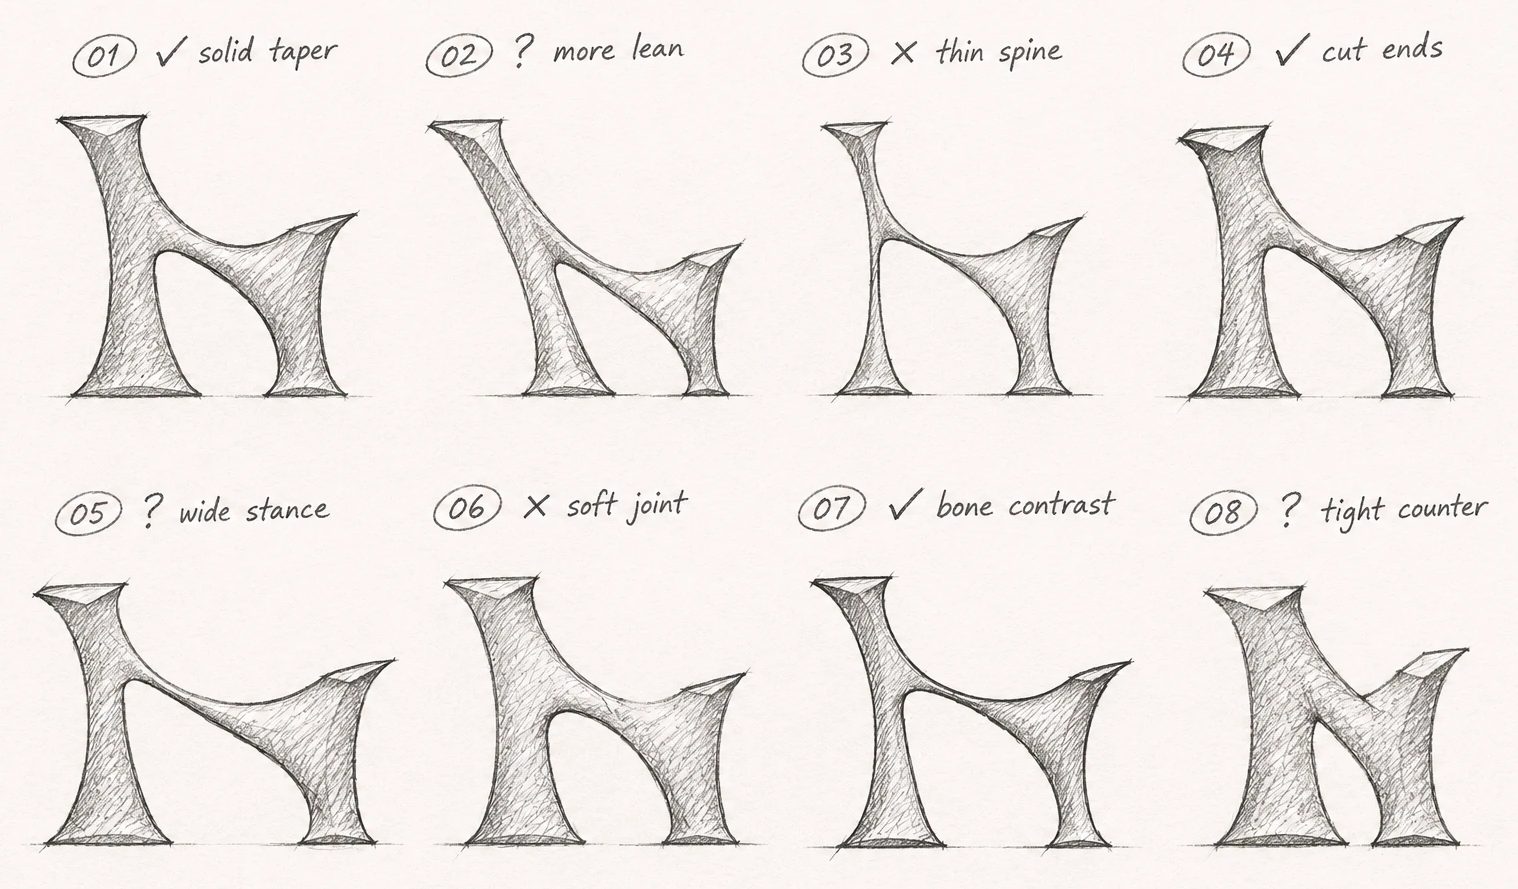 01 ✓ solid taper
02 ? more lean
03 ✕ thin spine
04 ✓ cut ends
05 ? wide stance
06 ✕ soft joint
07 ✓ bone contrast
08 ? tight counter